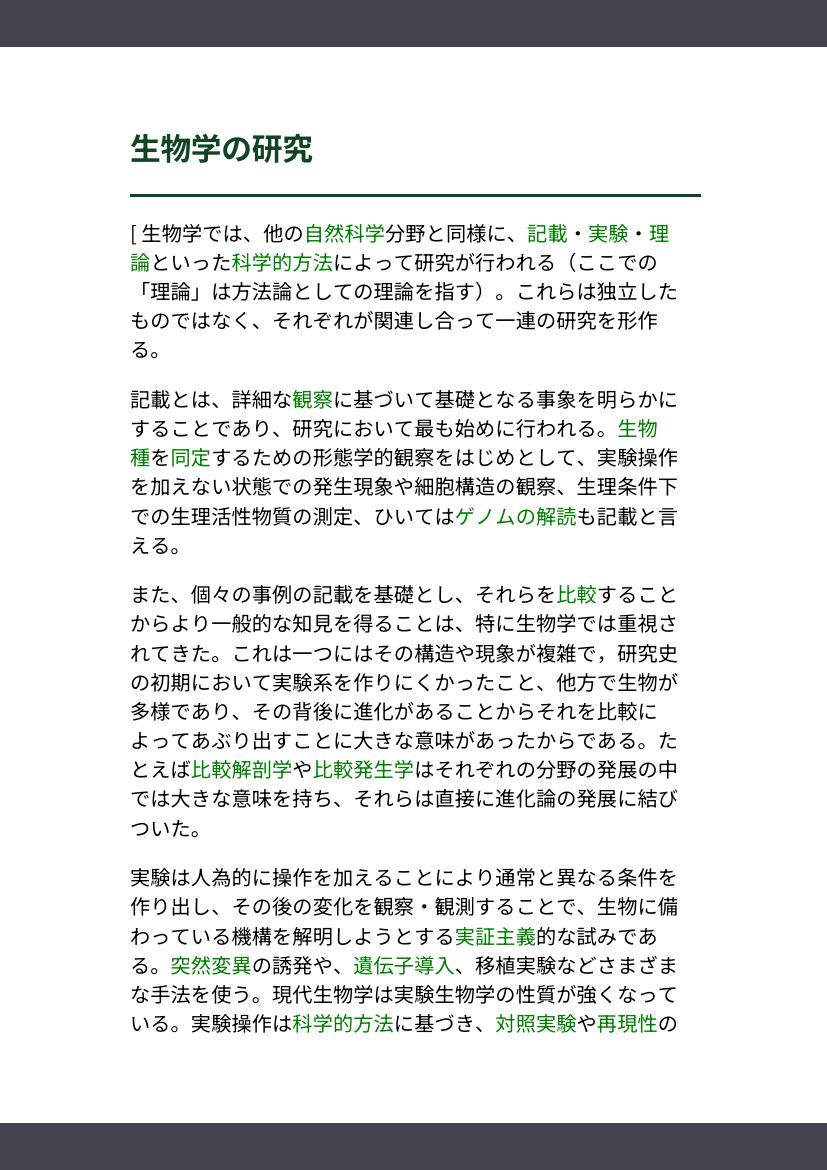 生物学の研究
[ 生物学では、他の自然科学分野と同様に、記載・実験・理
論といった科学的方法によって研究が行われる（ここでの
「理論」は方法論としての理論を指す）。これらは独立した
ものではなく、それぞれが関連し合って一連の研究を形作
る。
記載とは、詳細な観察に基づいて基礎となる事象を明らかに
することであり、研究において最も始めに行われる。生物
種を同定するための形態学的観察をはじめとして、実験操作
を加えない状態での発生現象や細胞構造の観察、生理条件下
での生理活性物質の測定、ひいてはゲノムの解読も記載と言
える。
また、個々の事例の記載を基礎とし、それらを比較すること
からより一般的な知見を得ることは、特に生物学では重視さ
れてきた。これは一つにはその構造や現象が複雑で，研究史
の初期において実験系を作りにくかったこと、他方で生物が
多様であり、その背後に進化があることからそれを比較に
よってあぶり出すことに大きな意味があったからである。た
とえば比較解剖学や比較発生学はそれぞれの分野の発展の中
では大きな意味を持ち、それらは直接に進化論の発展に結び
ついた。
実験は人為的に操作を加えることにより通常と異なる条件を
作り出し、その後の変化を観察・観測することで、生物に備
わっている機構を解明しようとする実証主義的な試みであ
る。突然変異の誘発や、遺伝子導入、移植実験などさまざま
な手法を使う。現代生物学は実験生物学の性質が強くなって
いる。実験操作は科学的方法に基づき、対照実験や再現性の